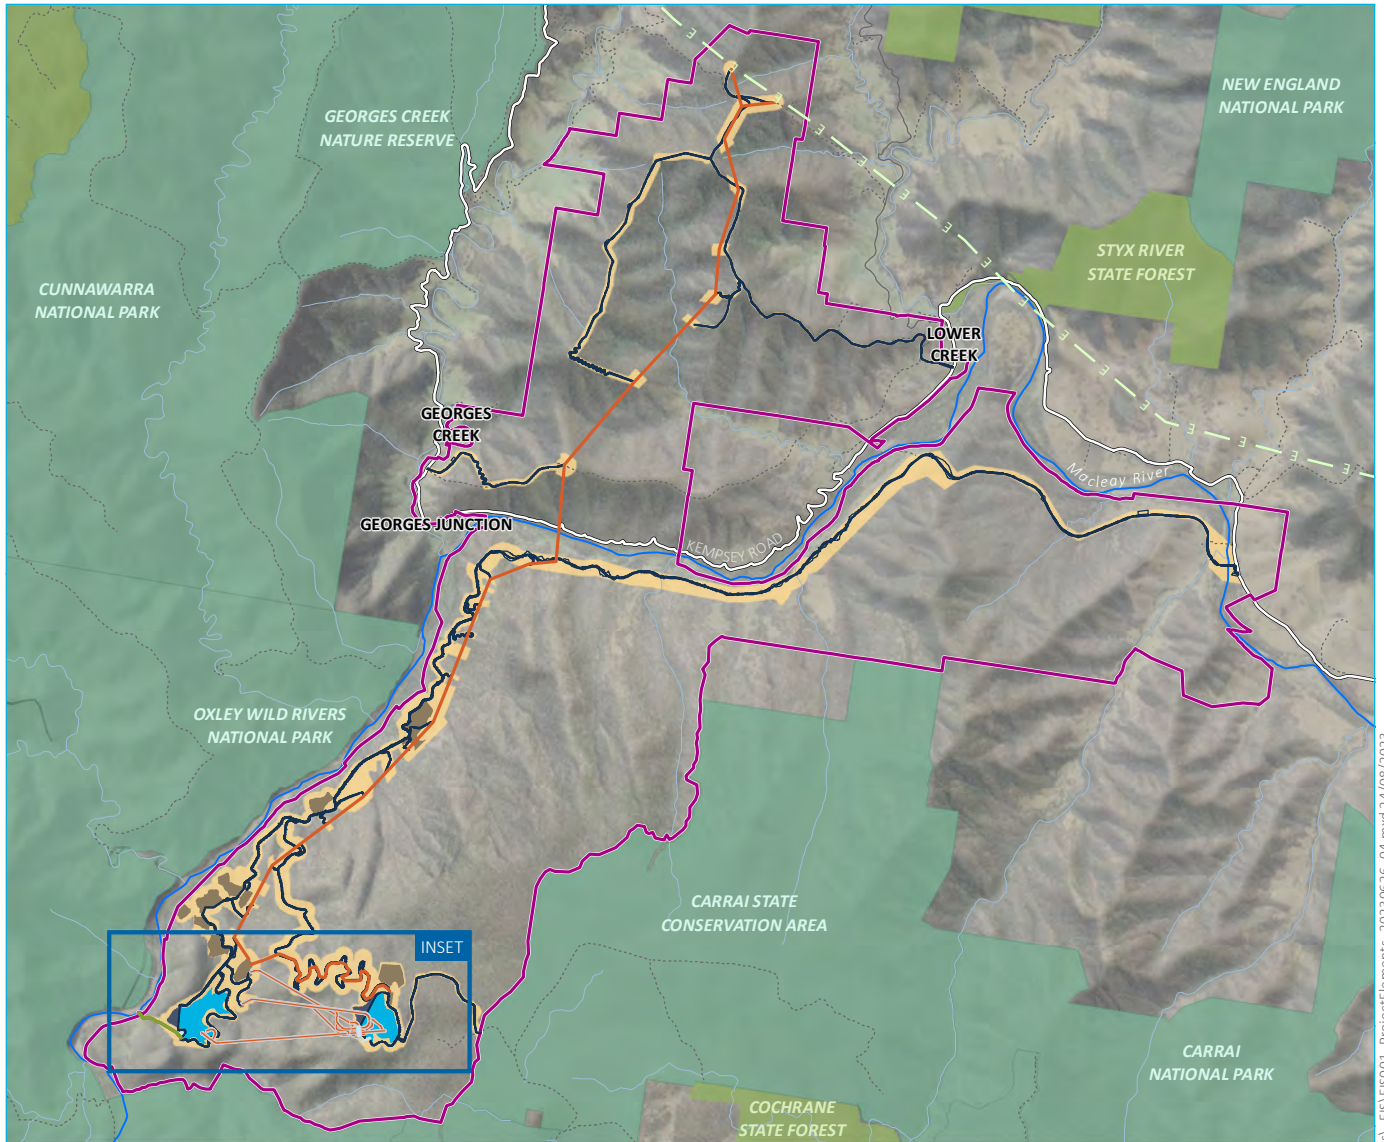 NEW ENGLAND
NATIONAL PARK
GEORGES CREEK
NATURE RESERVE
STYX RIVER
STATE FOREST
CUNNAWARRA
NATIONAL PARK
LOWER
CREEK
GEORGES
CREEK
Macleay River
GEORGES JUNCTION
KEMPSEY ROAD
OXLEY WILD RIVERS
NATIONAL PARK
CARRAI STATE
CONSERVATION AREA
INSET
CARRAI
NATIONAL PARK
COCHRANE
STATE FOREST
E
E
E
E
E
E
E
E
E
E
E
E